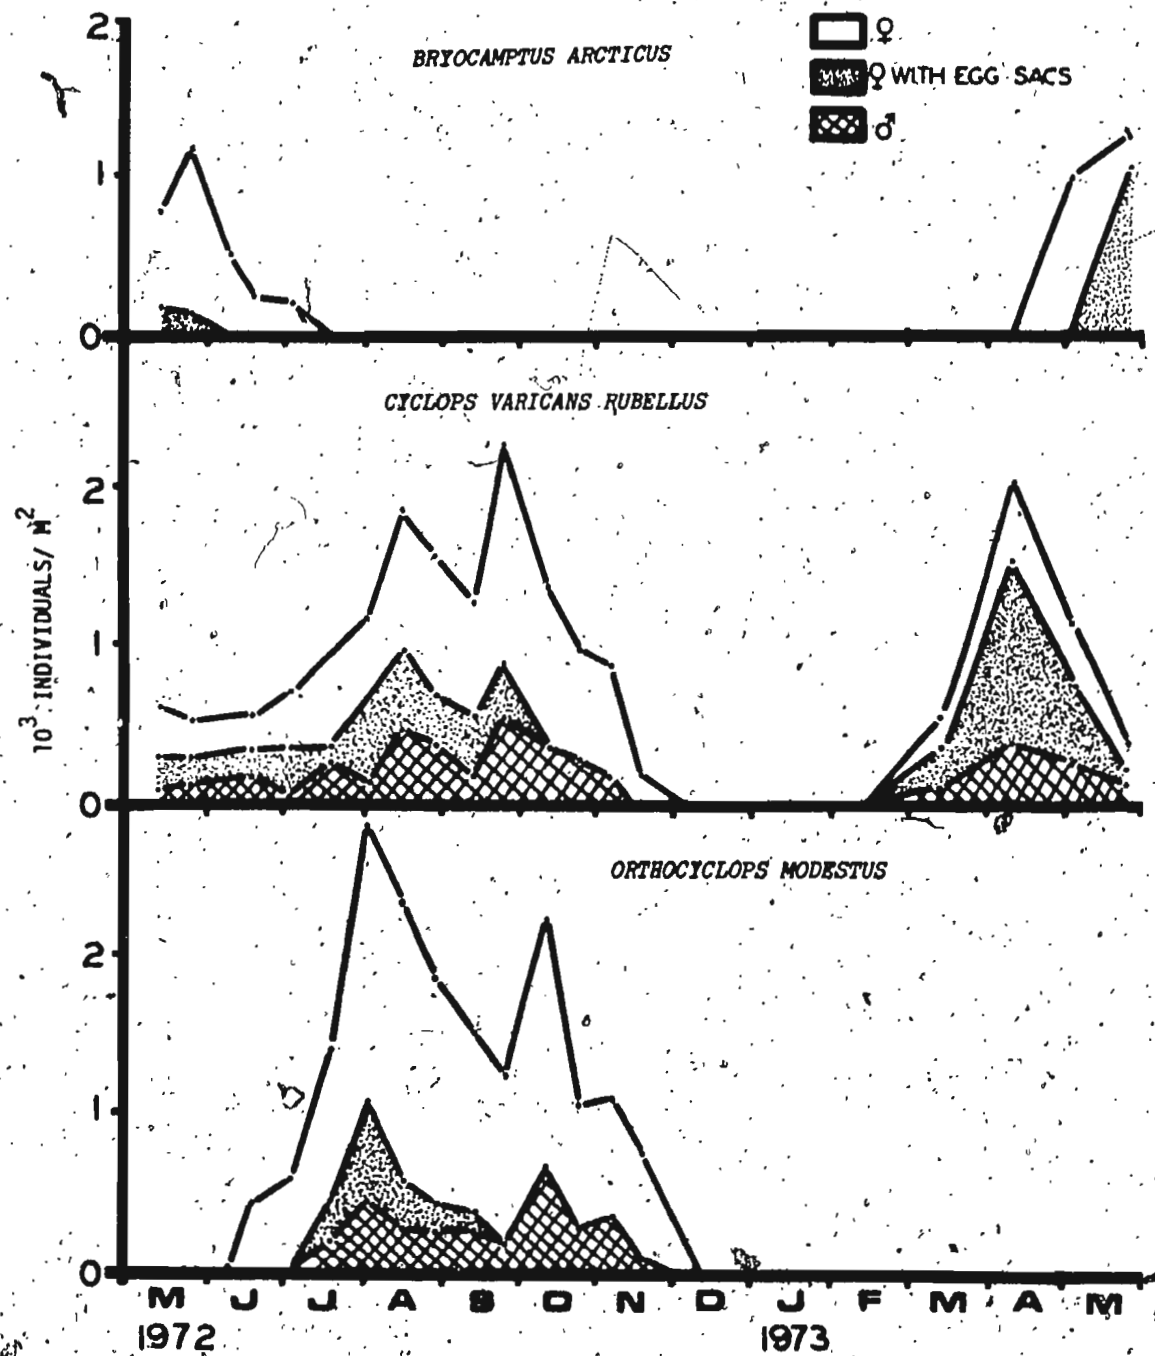 2
BRYOCAMPTUS ARCTICUS
♀
♀ WITH EGG SACS
♂
1
0
CYCLOPS VARICANS RUBELLUS
2
1
0
10³ INDIVIDUALS/ M²
ORTHOCYCLOPS MODESTUS
2
1
0
M J J A S O N D J F M A M
1972 1973